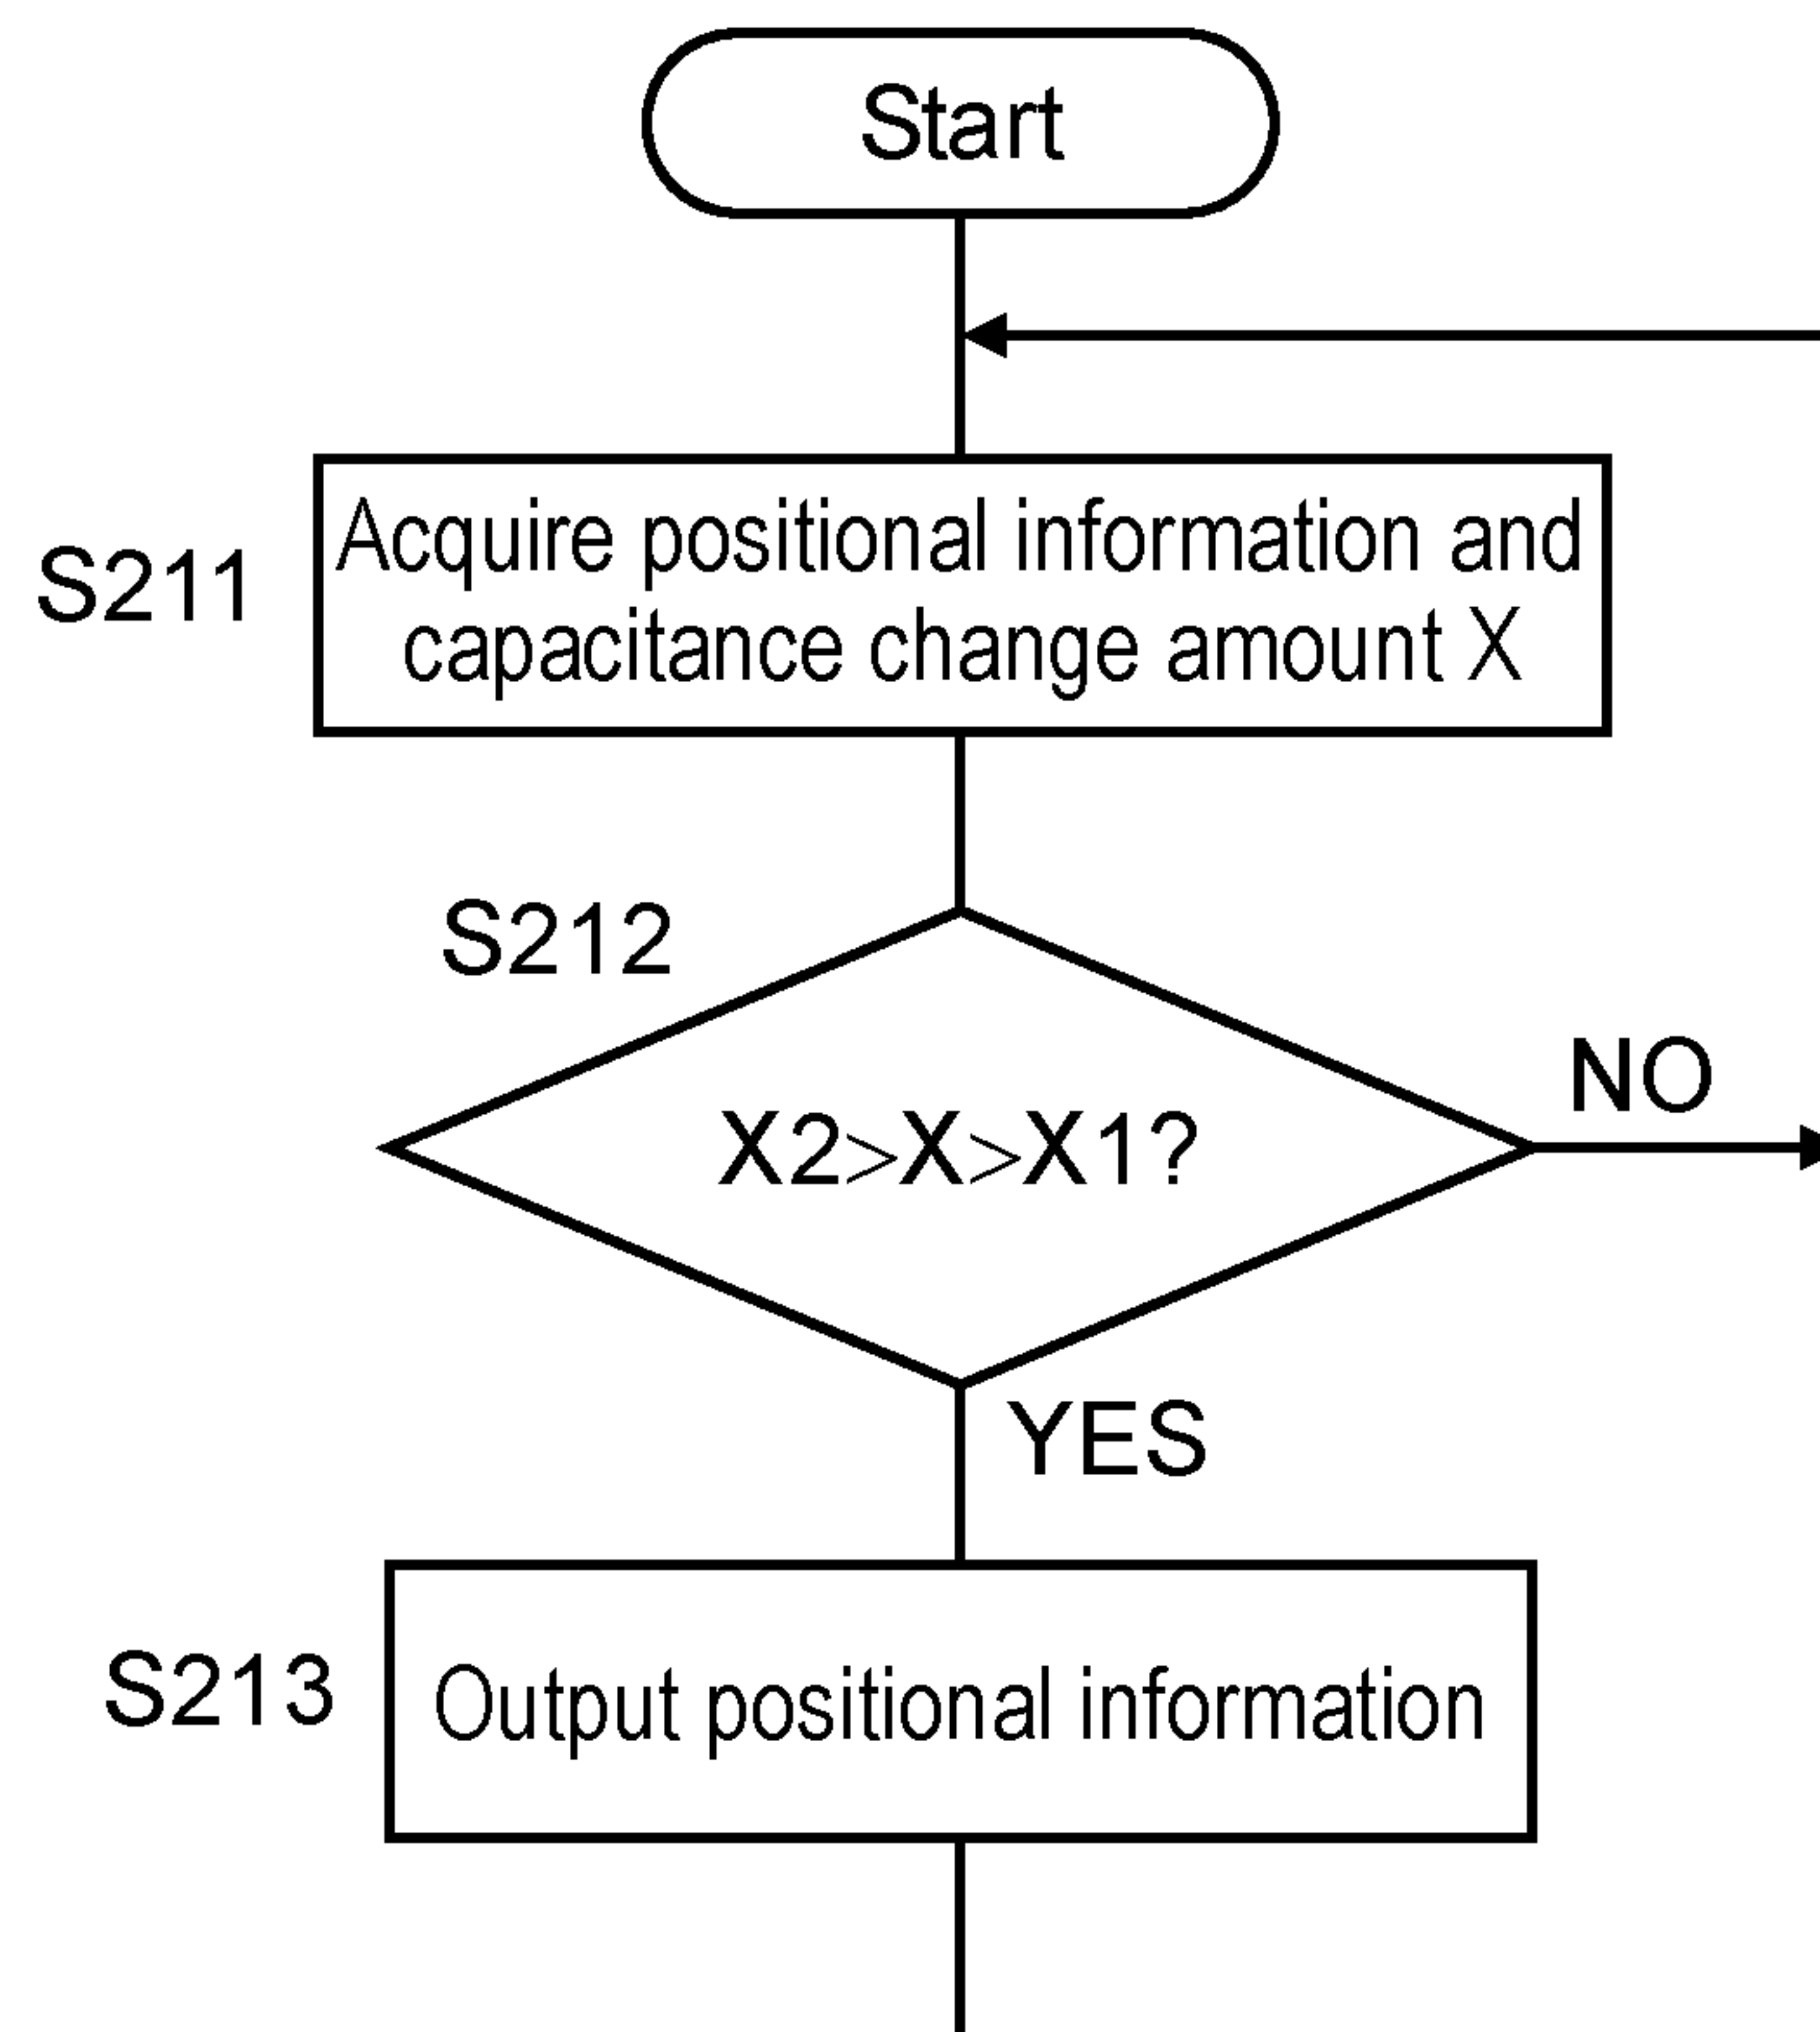 Start
S211
Acquire positional information and
capacitance change amount X
S212
X2>X>X1?
NO
YES
S213
Output positional information